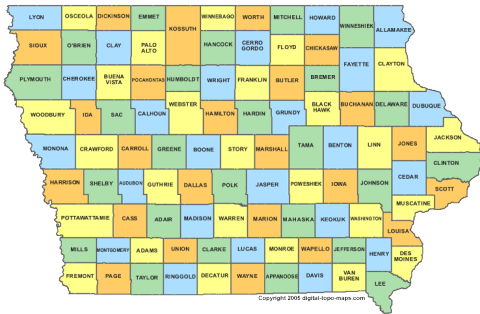 LYON OSCEOLA DICKINSON EMMET WINNEBAGO WORTH MITCHELL HOWARD WINNESHIEK ALLAMAKEE
KOSSUTH
SIOUX O'BRIEN CLAY PALO ALTO HANCOCK CERRO GORDO FLOYD CHICKASAW
FAYETTE CLAYTON
PLYMOUTH CHEROKEE BUENA VISTA POCAHONTAS HUMBOLDT WRIGHT FRANKLIN BUTLER BREMER
WOODBURY IDA SAC CALHOUN WEBSTER HAMILTON HARDIN GRUNDY BLACK HAWK BUCHANAN DELAWARE DUBUQUE
MONONA CRAWFORD CARROLL GREENE BOONE STORY MARSHALL TAMA BENTON LINN JONES JACKSON
CLINTON
CEDAR
HARRISON SHELBY AUDUBON GUTHRIE DALLAS POLK JASPER POWESHIEK IOWA JOHNSON SCOTT
MUSCATINE
POTTAWATTAMIE CASS ADAIR MADISON WARREN MARION MAHASKA KEOKUK WASHINGTON
LOUISA
MILLS MONTGOMERY ADAMS UNION CLARKE LUCAS MONROE WAPELLO JEFFERSON HENRY DES MOINES
FREMONT PAGE TAYLOR RINGGOLD DECATUR WAYNE APPANOOSE DAVIS VAN BUREN LEE
Copyright 2005 digital-topo-maps.com